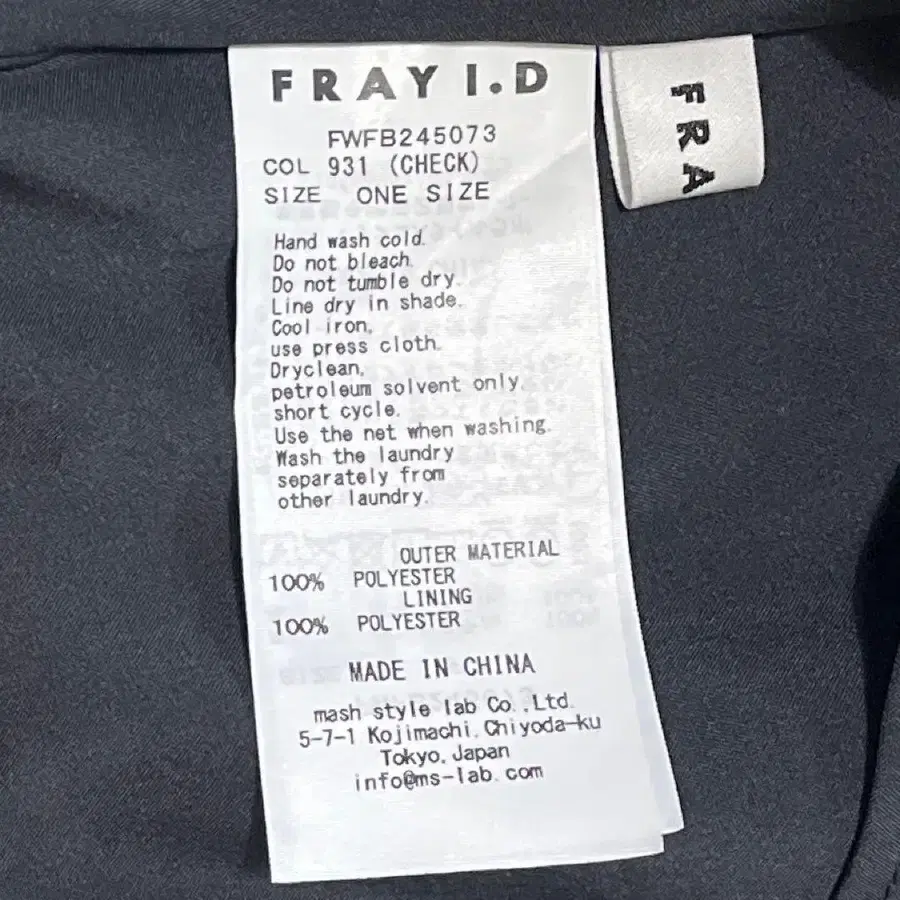 FRAY I.D
FRA
FWFB245073
COL 931 (CHECK)
SIZE ONE SIZE
Hand wash cold.
Do not bleach.
Do not tumble dry.
Line dry in shade.
Cool iron,
use press cloth.
Dryclean,
petroleum solvent only.
short cycle.
Use the net when washing.
Wash the laundry
separately from
other laundry.
OUTER MATERIAL
100% POLYESTER
LINING
100% POLYESTER
MADE IN CHINA
mash style lab Co.,Ltd.
5-7-1 Kojimachi,Chiyoda-ku
Tokyo,Japan
info@ms-lab.com